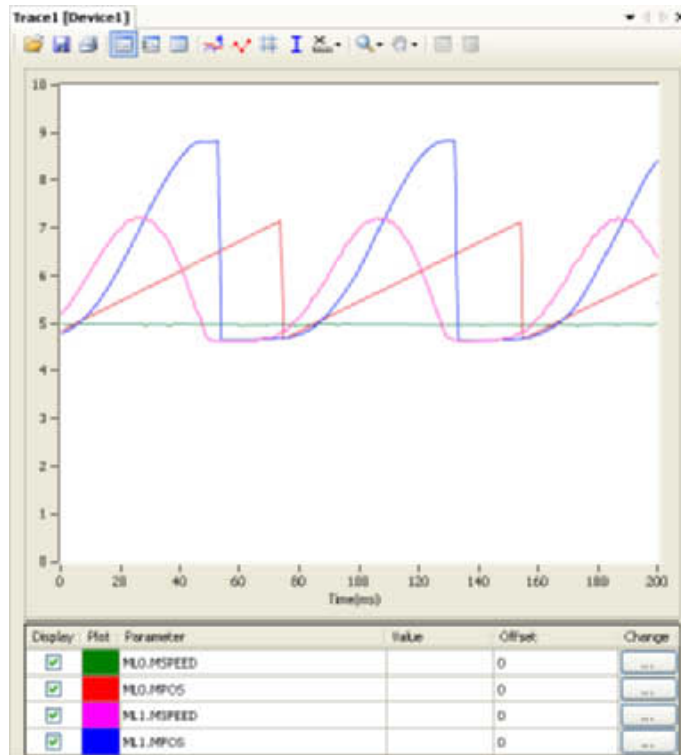 Trace1 [Device1]
10
9
8
7
6
5
4
3
2
1
0
0 20 40 60 80 100 120 140 160 180 200
Time(ms)
Display Plot Parameter Value Offset Change
ML0.MSPEED 0 ...
ML0.MPOS 0 ...
ML1.MSPEED 0 ...
ML1.MPOS 0 ...